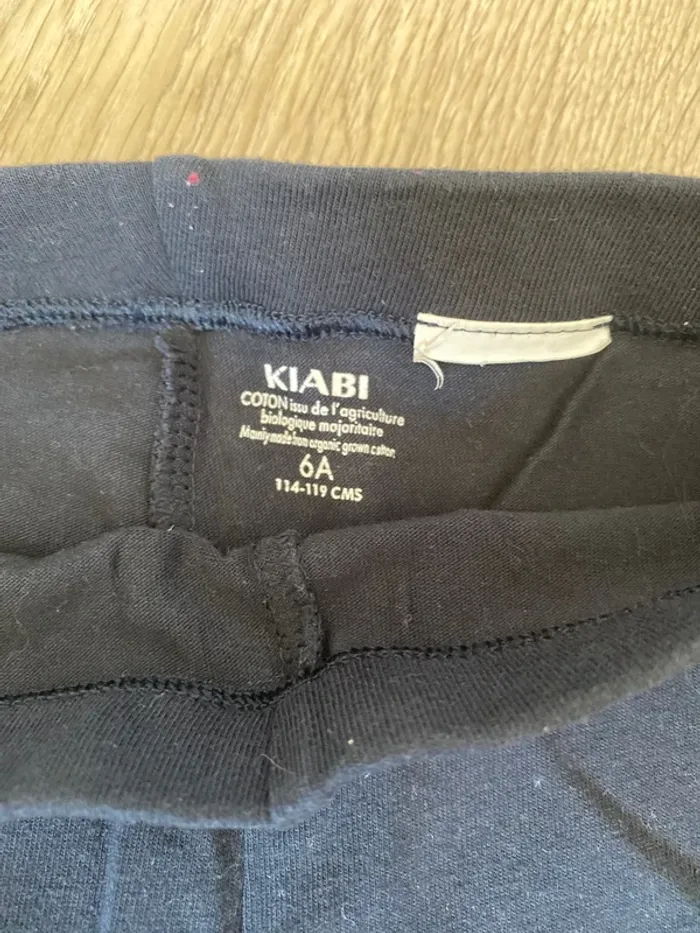 KIABI
COTON issu de l'agriculture
biologique majoritaire
Mainly made from organic grown cotton
6A
114-119 CMS